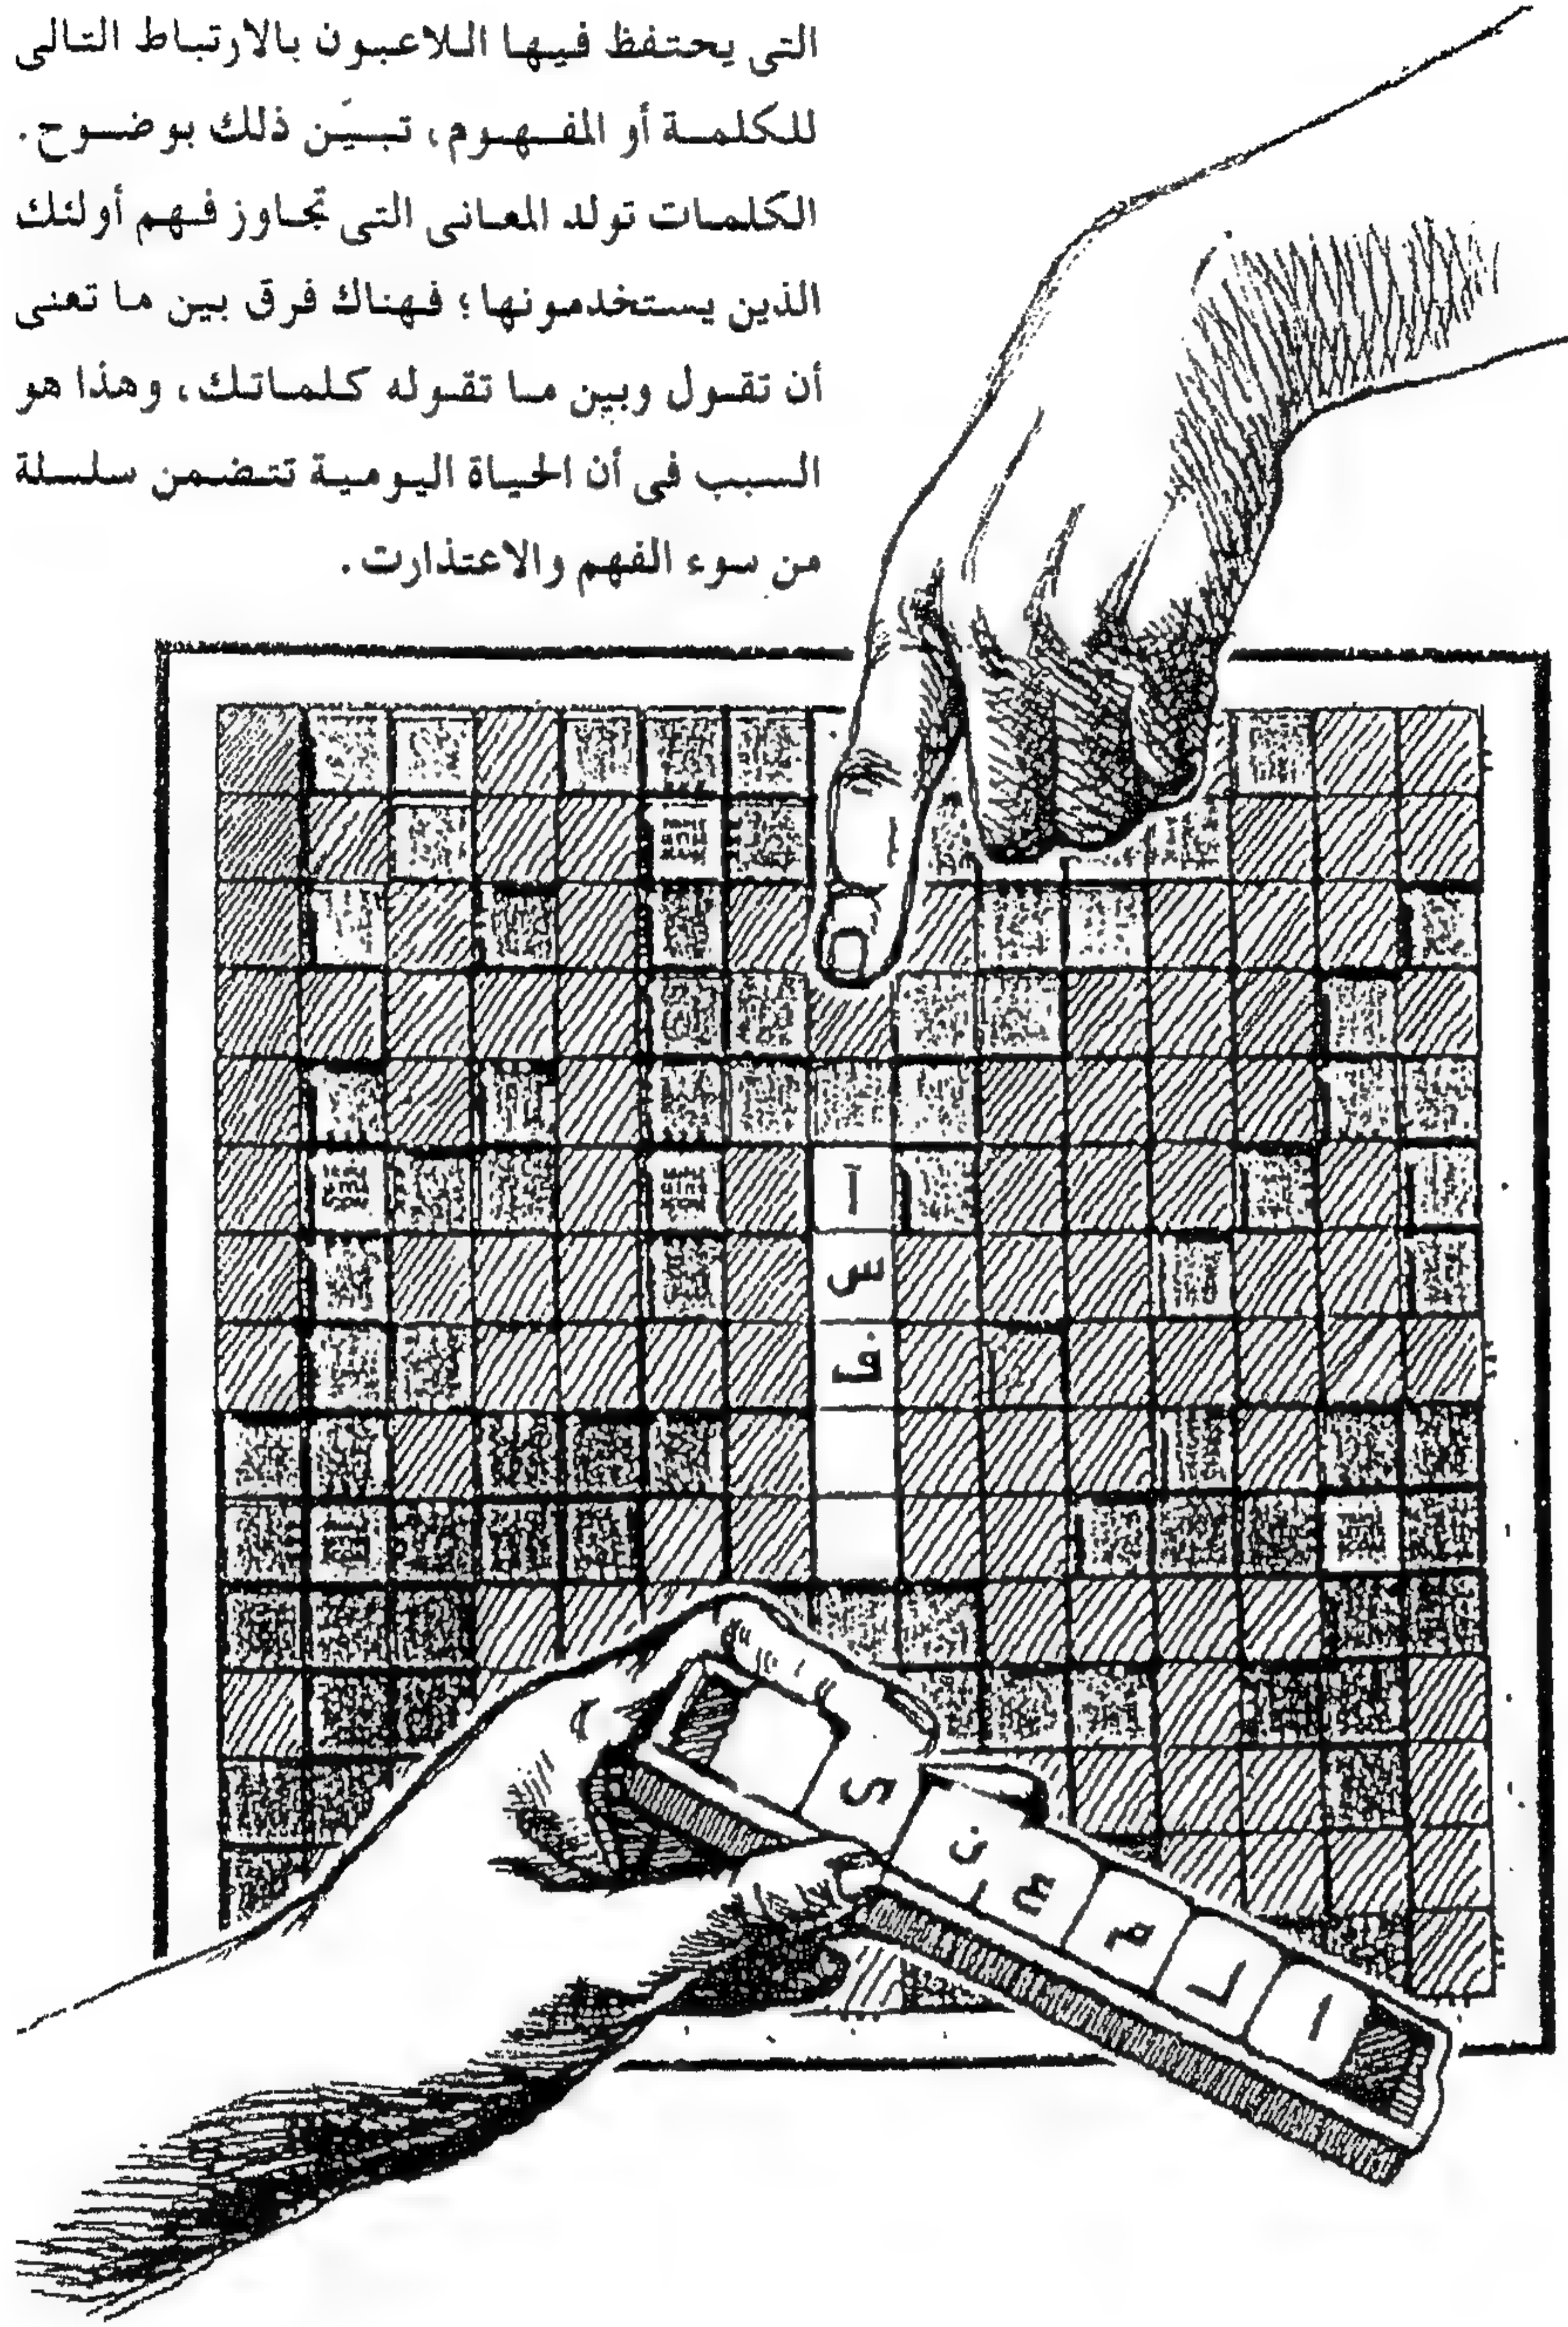 التى يحتفظ فيها اللاعبون بالارتباط التالى
للكلمة أو المفهوم، تبيّن ذلك بوضوح.
الكلمات تولد المعانى التى تجاوز فهم أولئك
الذين يستخدمونها؛ فهناك فرق بين ما تعنى
أن تقول وبين ما تقوله كلماتك، وهذا هو
السبب فى أن الحياة اليومية تتضمن سلسلة
من سوء الفهم والاعتذارت.
آ
س
ف
ا
ل
م
ع
ن
ى